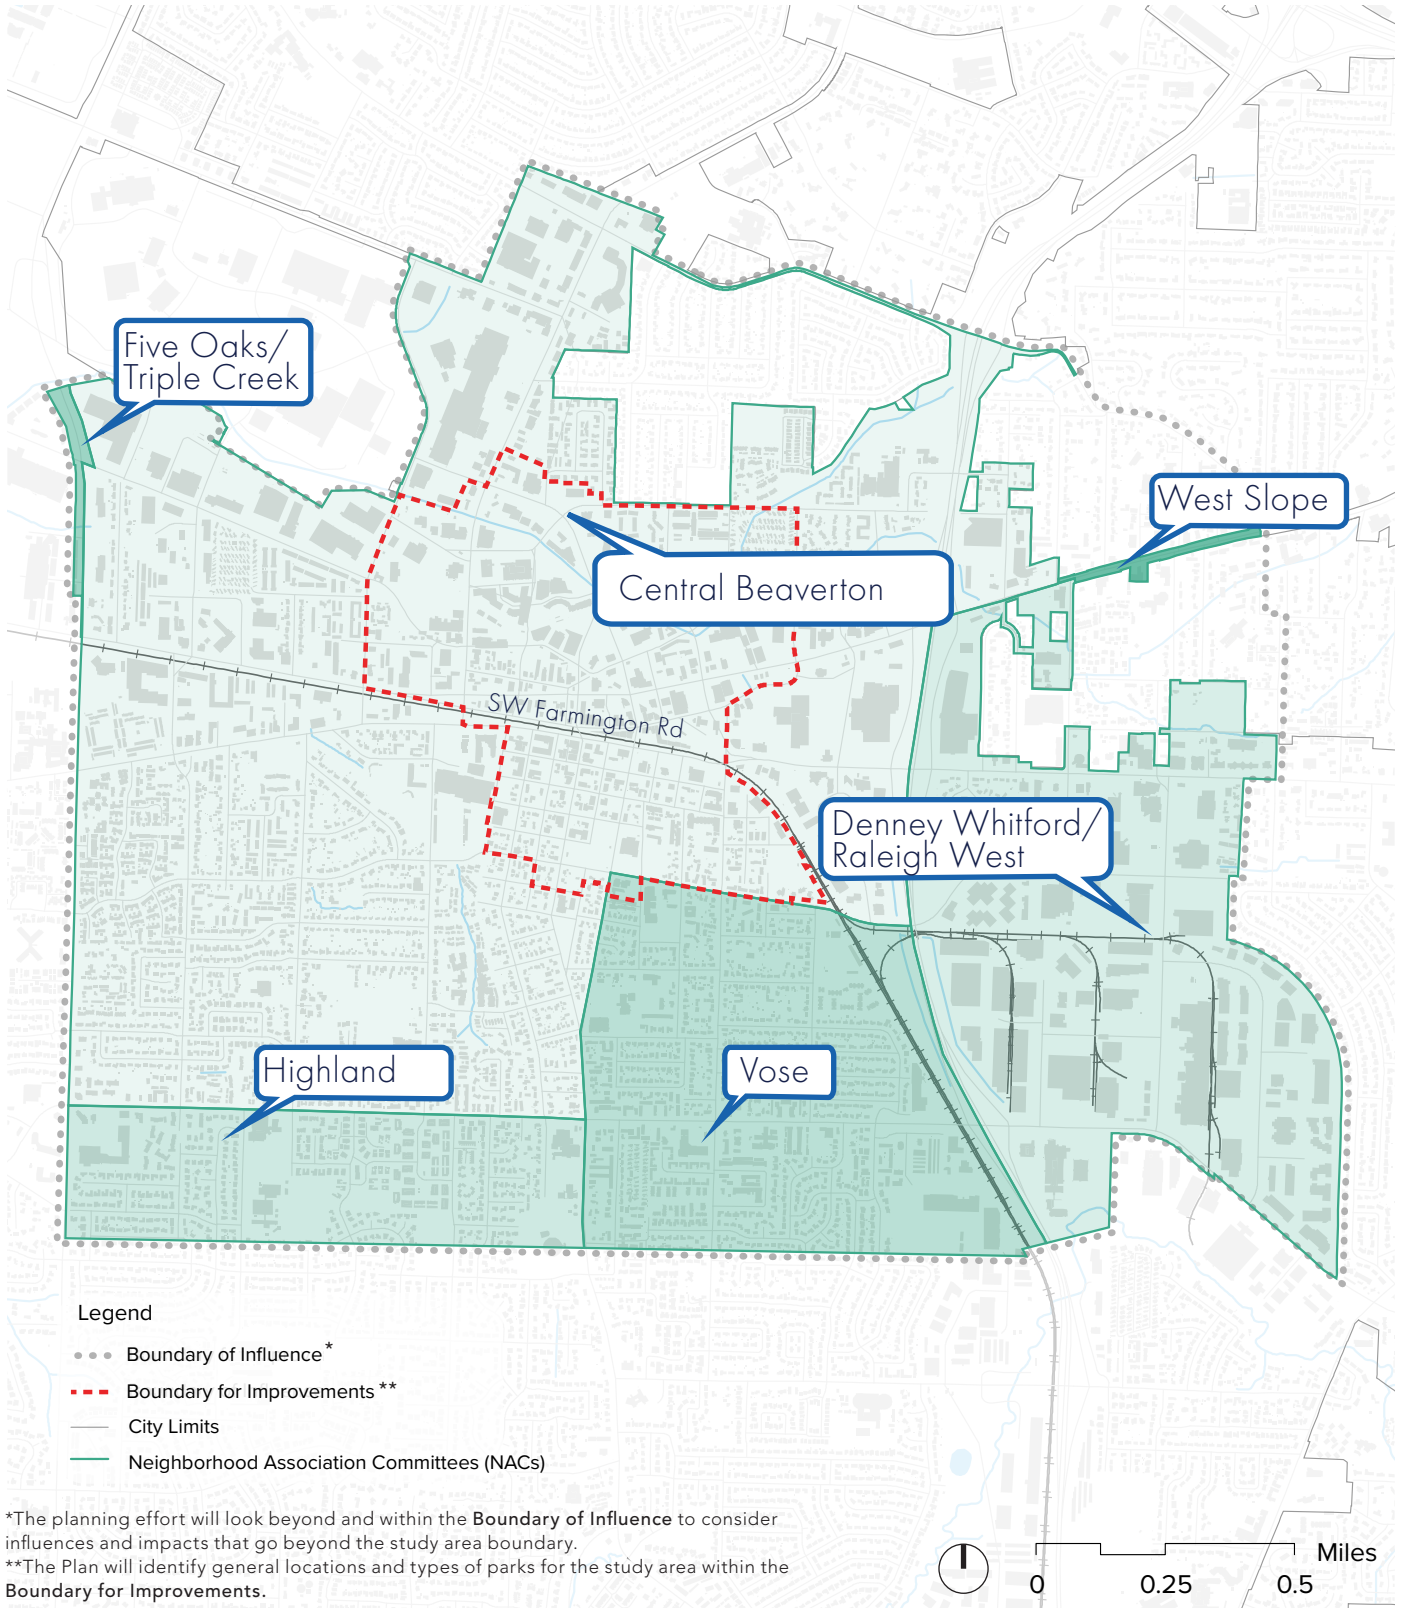 Five Oaks/
Triple Creek
West Slope
Central Beaverton
SW Farmington Rd
Denney Whitford/
Raleigh West
Highland
Vose
Legend
Boundary of Influence*
Boundary for Improvements **
City Limits
Neighborhood Association Committees (NACs)
*The planning effort will look beyond and within the Boundary of Influence to consider
influences and impacts that go beyond the study area boundary.
**The Plan will identify general locations and types of parks for the study area within the
Boundary for Improvements.
Miles
0 0.25 0.5